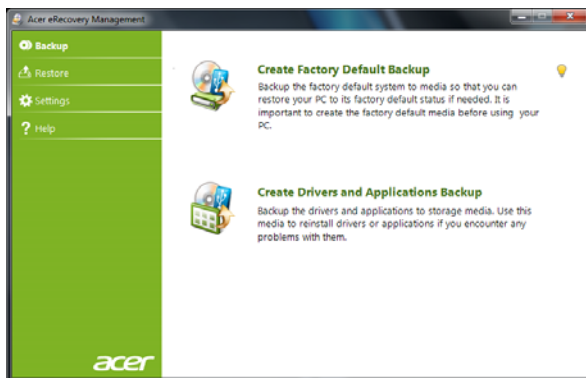 Acer eRecovery Management
Backup
Restore
Settings
Help
Create Factory Default Backup
Backup the factory default system to media so that you can
restore your PC to its factory default status if needed. It is
important to create the factory default media before using your
PC.
Create Drivers and Applications Backup
Backup the drivers and applications to storage media. Use this
media to reinstall drivers or applications if you encounter any
problems with them.
acer